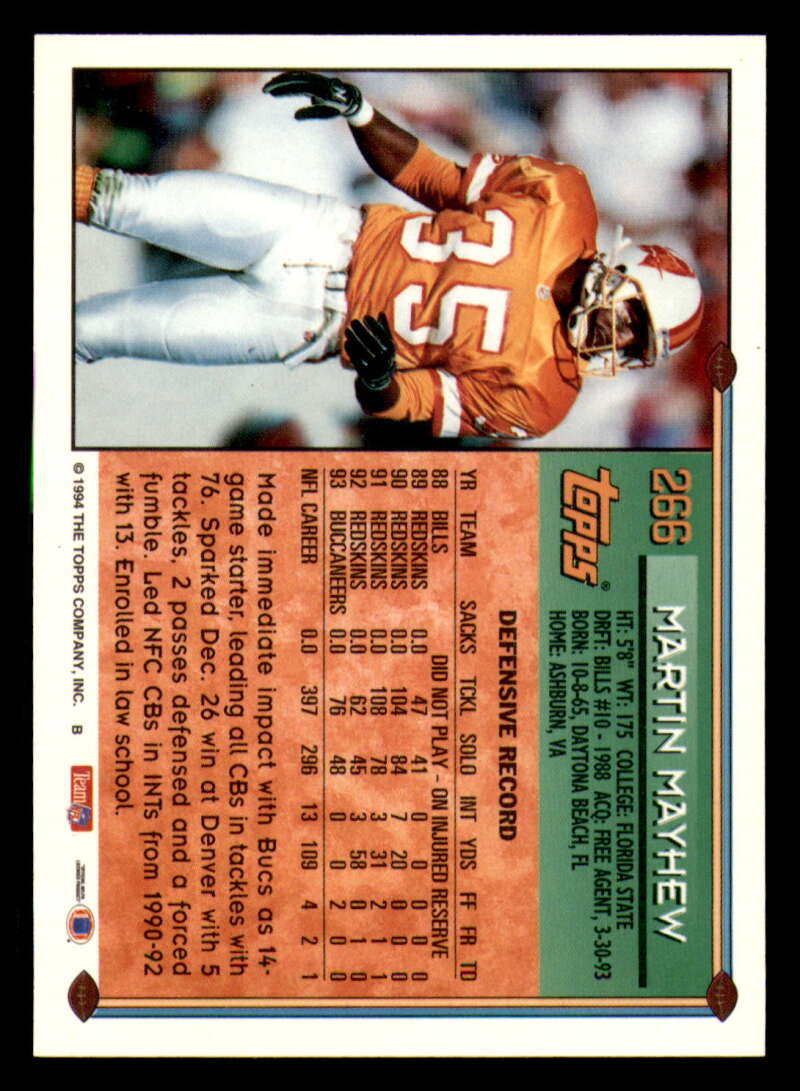 35
266
MARTIN MAYHEW
topps®
HT: 5'8" WT: 175 COLLEGE: FLORIDA STATE
DRFT: BILLS #10 - 1988 ACQ: FREE AGENT, 3-30-93
BORN: 10-8-65, DAYTONA BEACH, FL
HOME: ASHBURN, VA
DEFENSIVE RECORD
YR TEAM SACKS TCKL SOLO INT YDS FF FR TD
88 BILLS DID NOT PLAY - ON INJURED RESERVE
89 REDSKINS 0.0 47 41 0 0 0 0 0
90 REDSKINS 0.0 104 84 7 20 0 0 0
91 REDSKINS 0.0 108 78 3 31 2 1 1
92 REDSKINS 0.0 62 45 3 58 0 1 0
93 BUCCANEERS 0.0 76 48 0 0 2 0 0
NFL CAREER 0.0 397 296 13 109 4 2 1
Made immediate impact with Bucs as 14-
game starter, leading all CBs in tackles with
76. Sparked Dec. 26 win at Denver with 5
tackles, 2 passes defensed and a forced
fumble. Led NFC CBs in INTs from 1990-92
with 13. Enrolled in law school.
© 1994 THE TOPPS COMPANY, INC. B
Team